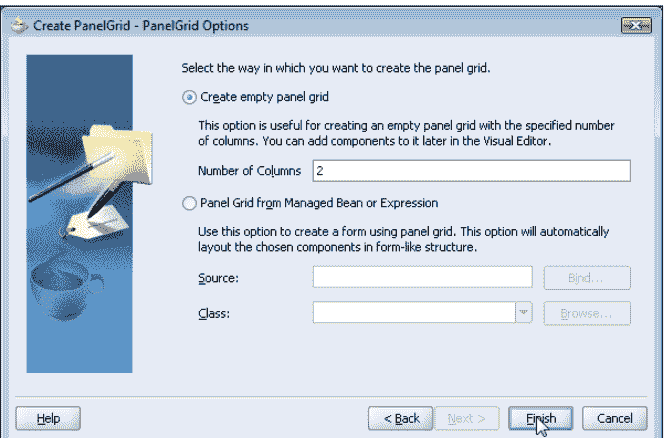 Create PanelGrid - PanelGrid Options
Select the way in which you want to create the panel grid.
Create empty panel grid
This option is useful for creating an empty panel grid with the specified number
of columns. You can add components to it later in the Visual Editor.
Number of Columns 2
Panel Grid from Managed Bean or Expression
Use this option to create a form using panel grid. This option will automatically
layout the chosen components in form-like structure.
Source: Bind...
Class: Browse...
Help < Back Next > Finish Cancel